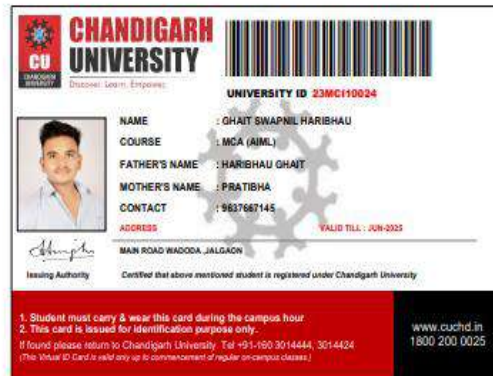 CHANDIGARH
UNIVERSITY
CU
CHANDIGARH
UNIVERSITY
Discover. Learn. Empower.
UNIVERSITY ID 23MCI10024
NAME : GHAIT SWAPNIL HARIBHAU
COURSE : MCA (AIML)
FATHER'S NAME : HARIBHAU GHAIT
MOTHER'S NAME : PRATIBHA
CONTACT : 9637667145
ADDRESS VALID TILL : JUN-2025
MAIN ROAD WADODA ,JALGAON
Issuing Authority
Certified that above mentioned student is registered under Chandigarh University
1. Student must carry & wear this card during the campus hour
2. This card is issued for identification purpose only.
If found please return to Chandigarh University. Tel +91-160 3014444, 3014424
(This Virtual ID Card is valid only up to commencement of regular on-campus classes.)
www.cuchd.in
1800 200 0025